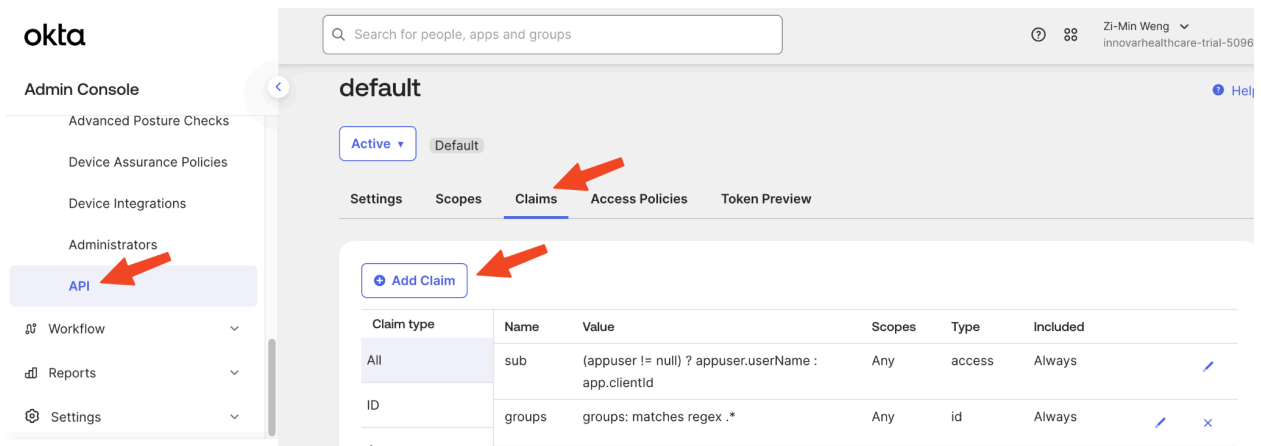 okta
Search for people, apps and groups
Zi-Min Weng
innovarhealthcare-trial-5096
Admin Console
default
Help
Advanced Posture Checks
Active
Default
Device Assurance Policies
Device Integrations
Settings Scopes Claims Access Policies Token Preview
Administrators
API
Add Claim
Workflow
Claim type Name Value Scopes Type Included
All sub (appuser != null) ? appuser.userName : Any access Always
app.clientId
Reports
ID
groups groups: matches regex .* Any id Always
Settings